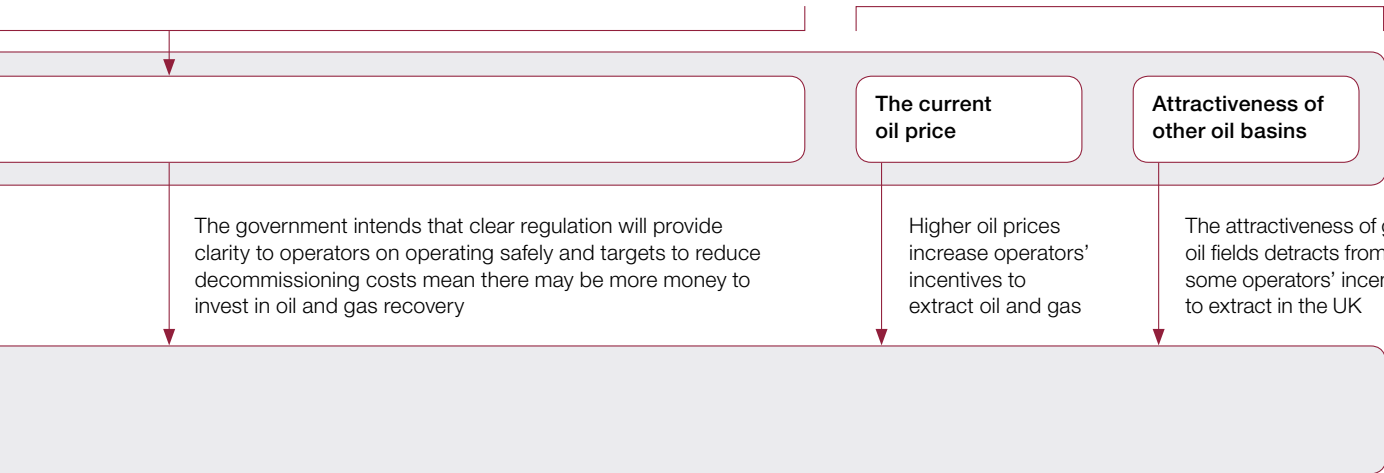 The current
oil price
Attractiveness of
other oil basins
The government intends that clear regulation will provide
clarity to operators on operating safely and targets to reduce
decommissioning costs mean there may be more money to
invest in oil and gas recovery
Higher oil prices
increase operators’
incentives to
extract oil and gas
The attractiveness of
oil fields detracts from
some operators’
to extract in the UK